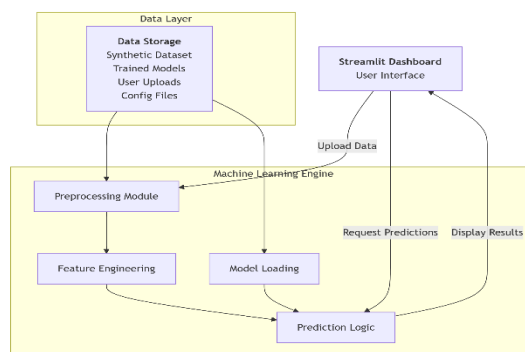 Data Layer
Data Storage
Synthetic Dataset
Trained Models
User Uploads
Config Files
Streamlit Dashboard
User Interface
Upload Data
Machine Learning Engine
Preprocessing Module
Request Predictions
Display Results
Feature Engineering
Model Loading
Prediction Logic